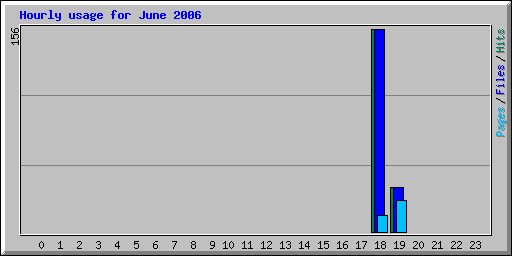 Hourly usage for June 2006
156
Pages/Files/Hits
0 1 2 3 4 5 6 7 8 9 10 11 12 13 14 15 16 17 18 19 20 21 22 23